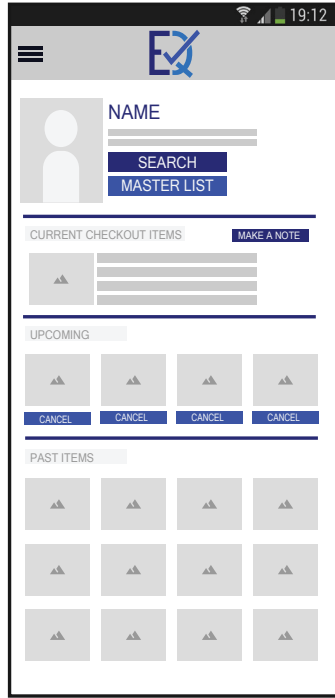 19:12
EQ
NAME
SEARCH
MASTER LIST
CURRENT CHECKOUT ITEMS
MAKE A NOTE
UPCOMING
CANCEL CANCEL CANCEL CANCEL
PAST ITEMS